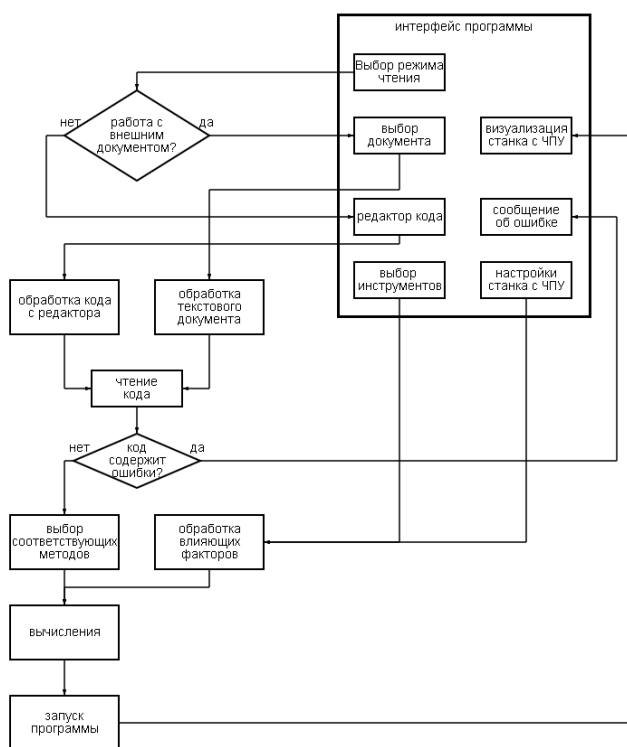 интерфейс программы
Выбор режима
чтения
нет
работа с
внешним
документом?
да
выбор
документа
визуализация
станка с ЧПУ
редактор кода
сообщение
об ошибке
выбор
инструментов
настройки
станка с ЧПУ
обработка кода
с редактора
обработка
текстового
документа
чтение
кода
нет
код
содержит
ошибки?
да
выбор
соответствующих
методов
обработка
влияющих
факторов
вычисления
запуск
программы